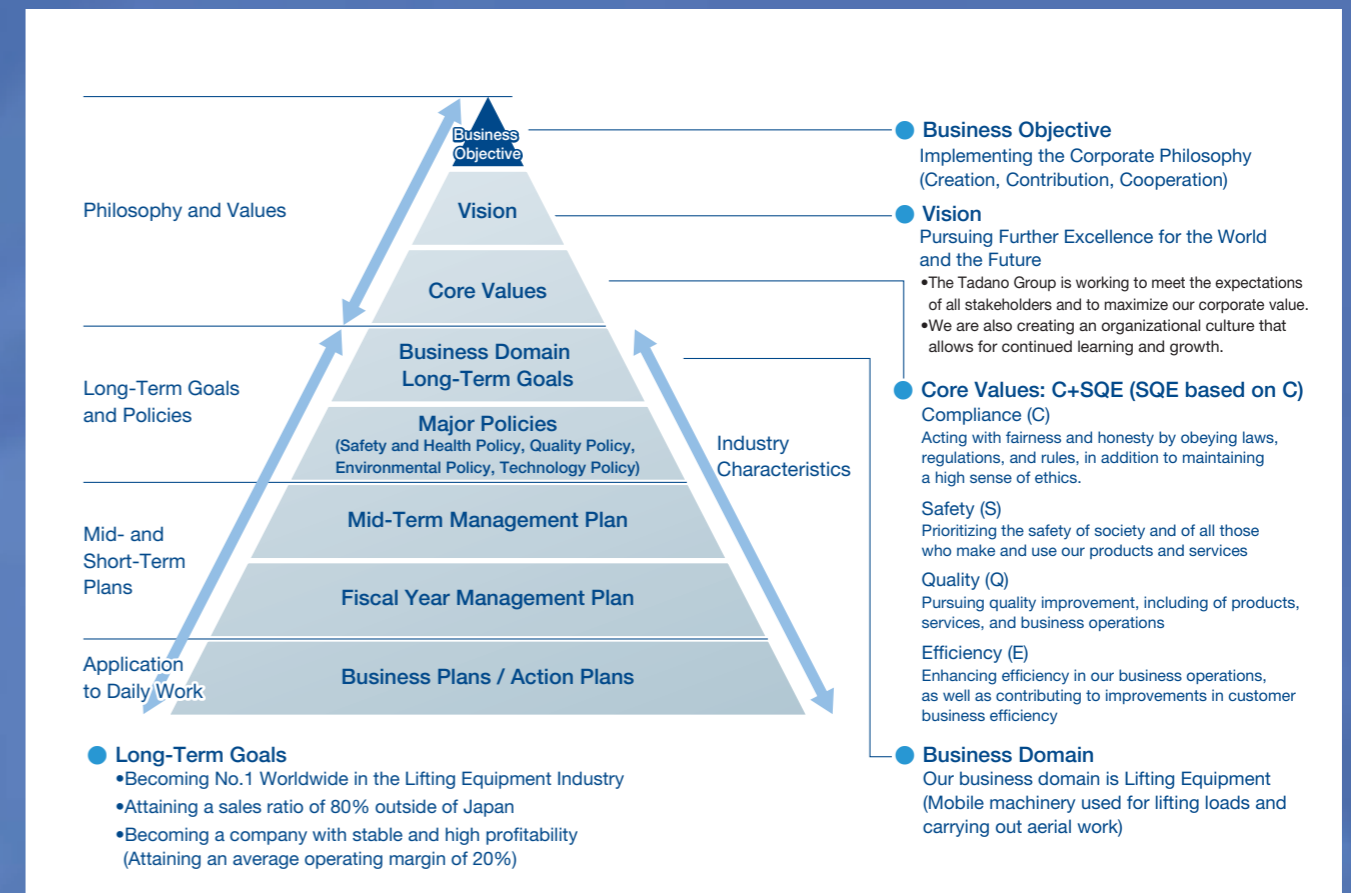 Philosophy and Values
Long-Term Goals
and Policies
Mid- and
Short-Term
Plans
Application
to Daily Work
Business
Objective
Vision
Core Values
Business Domain
Long-Term Goals
Major Policies
(Safety and Health Policy, Quality Policy,
Environmental Policy, Technology Policy)
Mid-Term Management Plan
Fiscal Year Management Plan
Business Plans / Action Plans
Industry
Characteristics
Business Objective
Implementing the Corporate Philosophy
(Creation, Contribution, Cooperation)
Vision
Pursuing Further Excellence for the World
and the Future
•The Tadano Group is working to meet the expectations
of all stakeholders and to maximize our corporate value.
•We are also creating an organizational culture that
allows for continued learning and growth.
Core Values: C+SQE (SQE based on C)
Compliance (C)
Acting with fairness and honesty by obeying laws,
regulations, and rules, in addition to maintaining
a high sense of ethics.
Safety (S)
Prioritizing the safety of society and of all those
who make and use our products and services
Quality (Q)
Pursuing quality improvement, including of products,
services, and business operations
Efficiency (E)
Enhancing efficiency in our business operations,
as well as contributing to improvements in customer
business efficiency
Business Domain
Our business domain is Lifting Equipment
(Mobile machinery used for lifting loads and
carrying out aerial work)
Long-Term Goals
•Becoming No.1 Worldwide in the Lifting Equipment Industry
•Attaining a sales ratio of 80% outside of Japan
•Becoming a company with stable and high profitability
(Attaining an average operating margin of 20%)